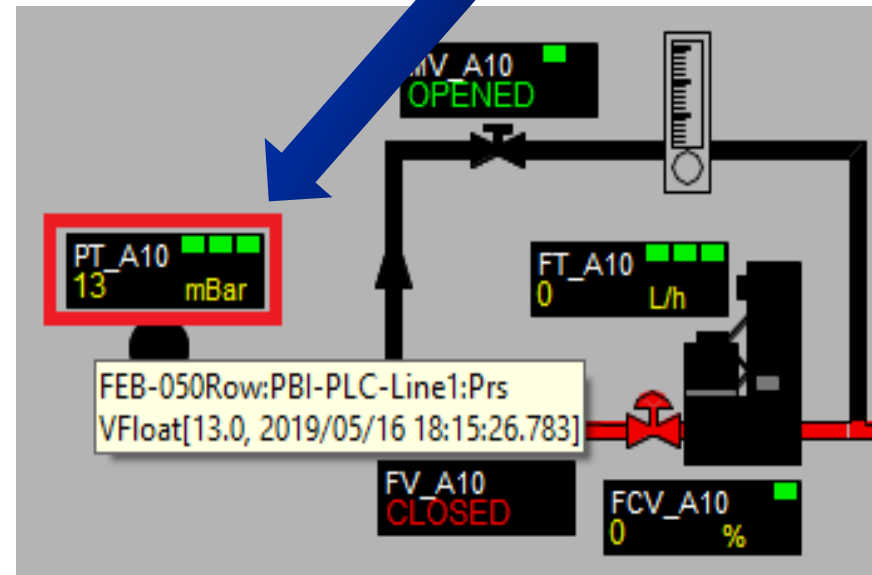 MV_A10
OPENED
PT_A10
13 mBar
FT_A10
0 L/h
FEB-050Row:PBI-PLC-Line1:Prs
VFloat[13.0, 2019/05/16 18:15:26.783]
FV_A10
CLOSED
FCV_A10
0 %